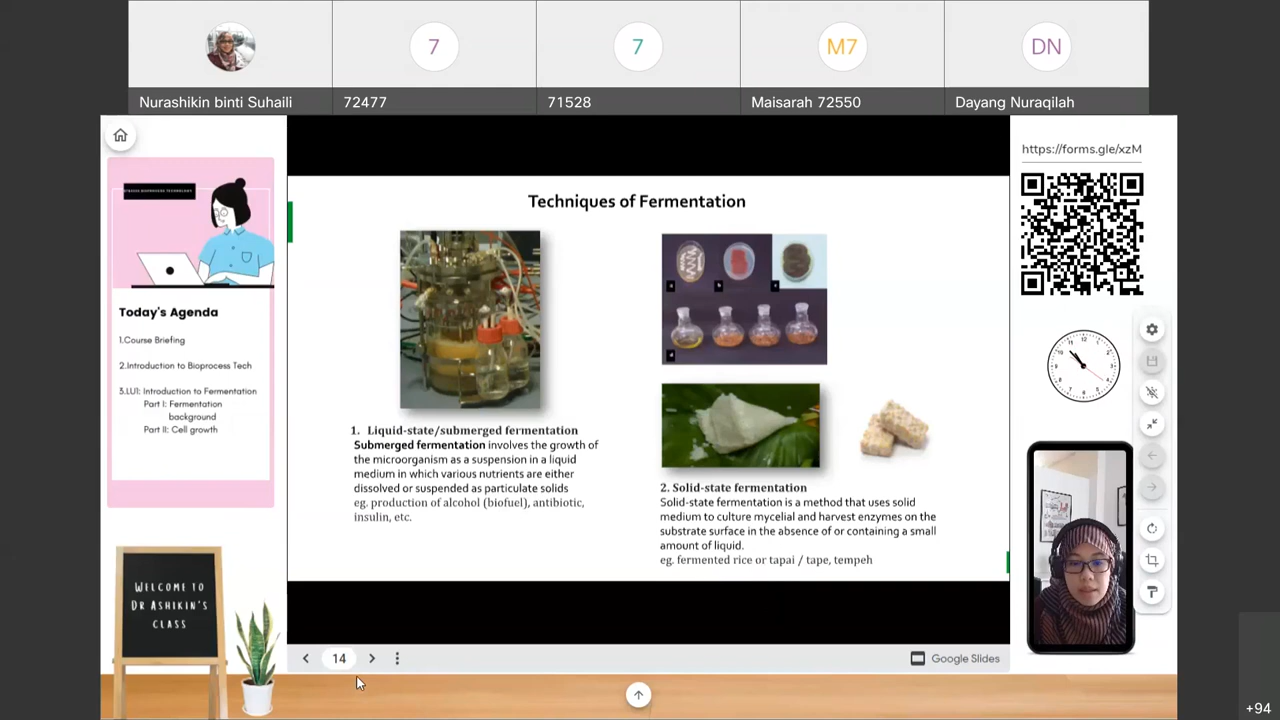 7
7
M7
DN
Nurashikin binti Suhaili
72477
71528
Maisarah 72550
Dayang Nuraqilah
https://forms.gle/xzM
BIOPROCESS TECHNOLOGY
Today's Agenda
1.Course Briefing
2.Introduction to Bioprocess Tech
3.LU1: Introduction to Fermentation
Part I: Fermentation
background
Part II: Cell growth
WELCOME TO
DR ASHIKIN'S
CLASS
Techniques of Fermentation
1. Liquid-state/submerged fermentation
Submerged fermentation involves the growth of
the microorganism as a suspension in a liquid
medium in which various nutrients are either
dissolved or suspended as particulate solids
eg. production of alcohol (biofuel), antibiotic,
insulin, etc.
2. Solid-state fermentation
Solid-state fermentation is a method that uses solid
medium to culture mycelial and harvest enzymes on the
substrate surface in the absence of or containing a small
amount of liquid.
eg. fermented rice or tapai / tape, tempeh
14
Google Slides
+94